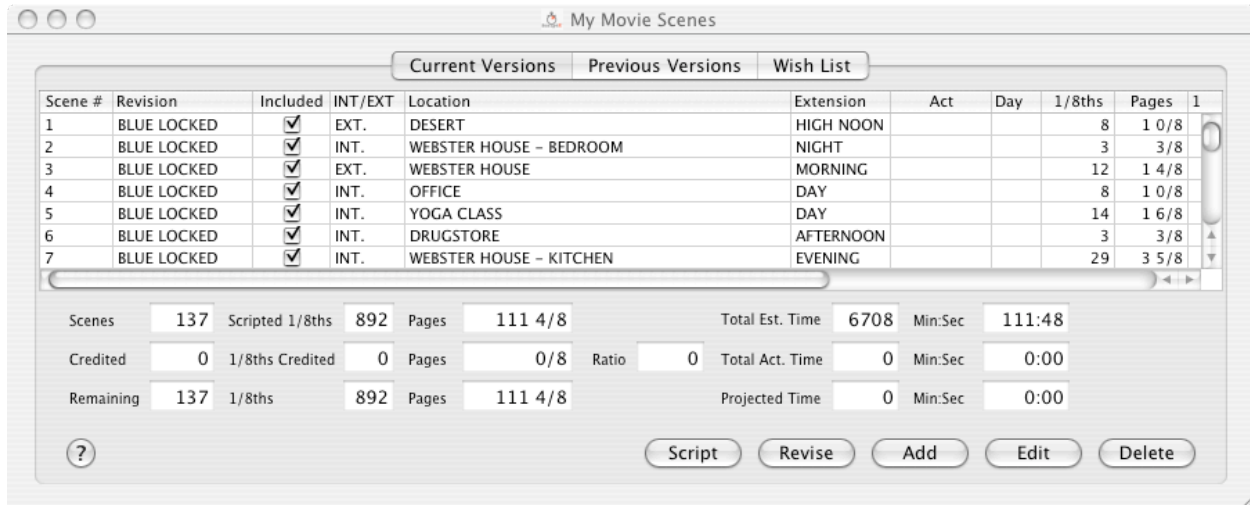 My Movie Scenes
Current Versions Previous Versions Wish List
Scene # Revision Included INT/EXT Location Extension Act Day 1/8ths Pages 1
1 BLUE LOCKED EXT. DESERT HIGH NOON 8 1 0/8
2 BLUE LOCKED INT. WEBSTER HOUSE – BEDROOM NIGHT 3 3/8
3 BLUE LOCKED EXT. WEBSTER HOUSE MORNING 12 1 4/8
4 BLUE LOCKED INT. OFFICE DAY 8 1 0/8
5 BLUE LOCKED INT. YOGA CLASS DAY 14 1 6/8
6 BLUE LOCKED INT. DRUGSTORE AFTERNOON 3 3/8
7 BLUE LOCKED INT. WEBSTER HOUSE – KITCHEN EVENING 29 3 5/8
Scenes 137 Scripted 1/8ths 892 Pages 111 4/8 Total Est. Time 6708 Min:Sec 111:48
Credited 0 1/8ths Credited 0 Pages 0/8 Ratio 0 Total Act. Time 0 Min:Sec 0:00
Remaining 137 1/8ths 892 Pages 111 4/8 Projected Time 0 Min:Sec 0:00
? Script Revise Add Edit Delete